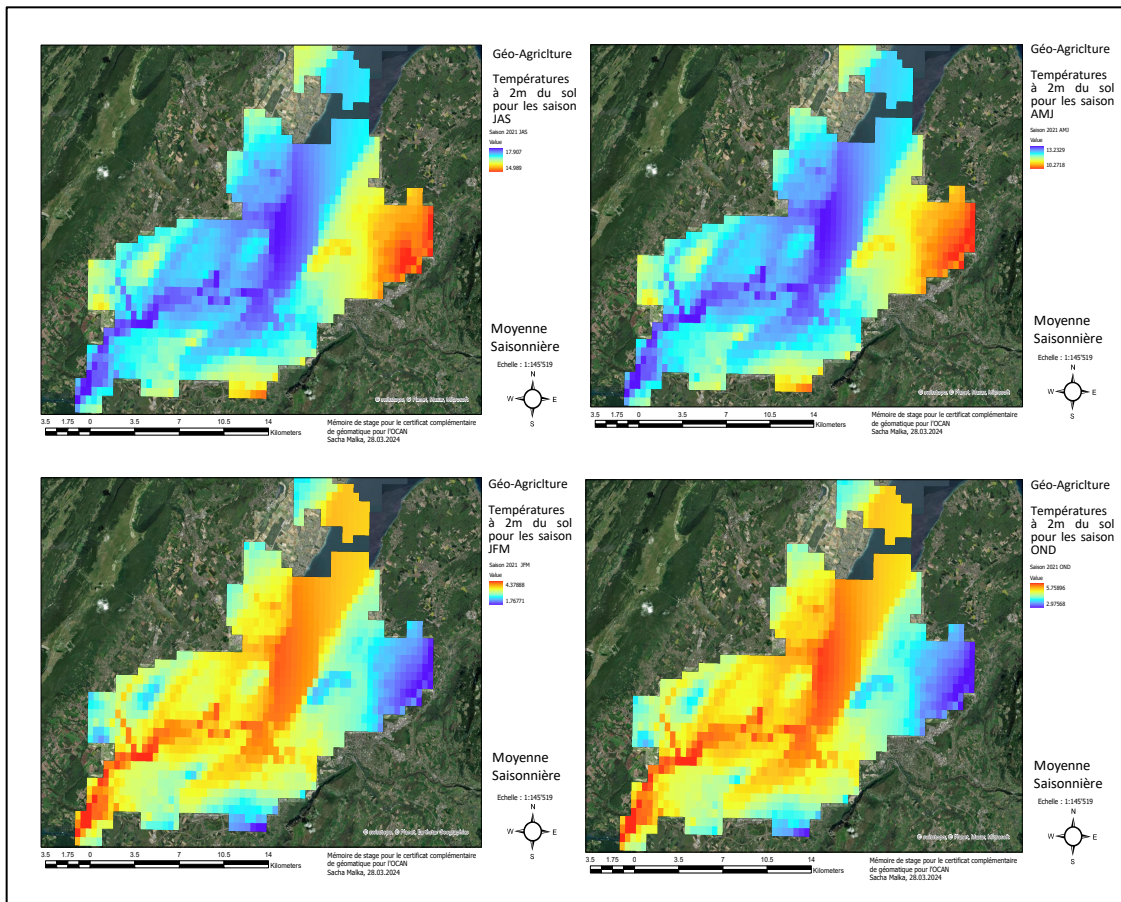 Géo-Agriclture
Températures
à 2m du sol
pour les saison
JAS
Saison 2021 JAS
Value
17.907
14.989
Moyenne
Saisonnière
Echelle : 1:145'519
N
W
E
S
3.5 1.75 0 3.5 7 10.5 14
Kilometers
Mémoire de stage pour le certificat complémentaire
de géomatique pour l'OCAN
Sacha Malka, 28.03.2024
Géo-Agriclture
Températures
à 2m du sol
pour les saison
AMJ
Saison 2021 AMJ
Value
13.2329
10.2718
Moyenne
Saisonnière
Echelle : 1:145'519
N
W
E
S
3.5 1.75 0 3.5 7 10.5 14
Kilometers
Mémoire de stage pour le certificat complémentaire
de géomatique pour l'OCAN
Sacha Malka, 28.03.2024
Géo-Agriclture
Températures
à 2m du sol
pour les saison
JFM
Saison 2021 JFM
Value
4.37888
1.76771
Moyenne
Saisonnière
Echelle : 1:145'519
N
W
E
S
3.5 1.75 0 3.5 7 10.5 14
Kilometers
Mémoire de stage pour le certificat complémentaire
de géomatique pour l'OCAN
Sacha Malka, 28.03.2024
Géo-Agriclture
Températures
à 2m du sol
pour les saison
OND
Saison 2021 OND
Value
5.75896
2.97568
Moyenne
Saisonnière
Echelle : 1:145'519
N
W
E
S
3.5 1.75 0 3.5 7 10.5 14
Kilometers
Mémoire de stage pour le certificat complémentaire
de géomatique pour l'OCAN
Sacha Malka, 28.03.2024